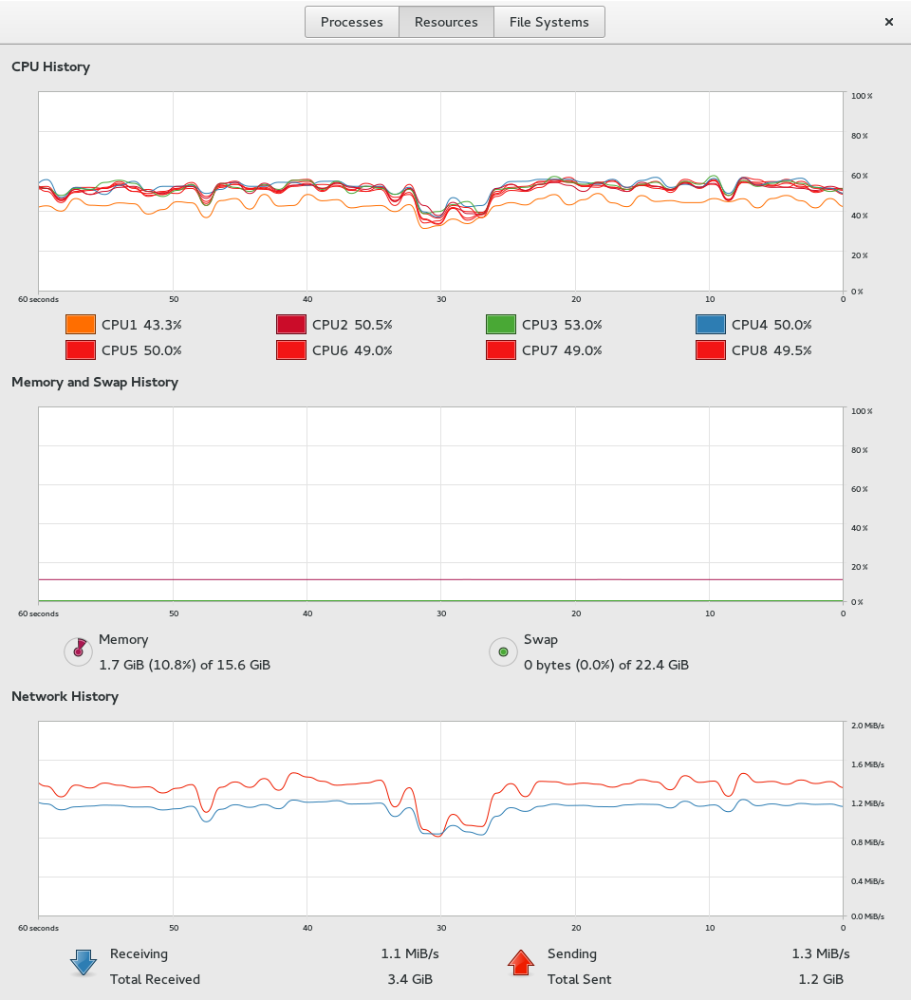 Processes Resources File Systems ×
CPU History
100 %
80 %
60 %
40 %
20 %
0 %
60 seconds 50 40 30 20 10 0
CPU1 43.3% CPU2 50.5% CPU3 53.0% CPU4 50.0%
CPU5 50.0% CPU6 49.0% CPU7 49.0% CPU8 49.5%
Memory and Swap History
100 %
80 %
60 %
40 %
20 %
0 %
60 seconds 50 40 30 20 10 0
Memory Swap
1.7 GiB (10.8%) of 15.6 GiB 0 bytes (0.0%) of 22.4 GiB
Network History
2.0 MiB/s
1.6 MiB/s
1.2 MiB/s
0.8 MiB/s
0.4 MiB/s
0.0 MiB/s
60 seconds 50 40 30 20 10 0
Receiving 1.1 MiB/s Sending 1.3 MiB/s
Total Received 3.4 GiB Total Sent 1.2 GiB